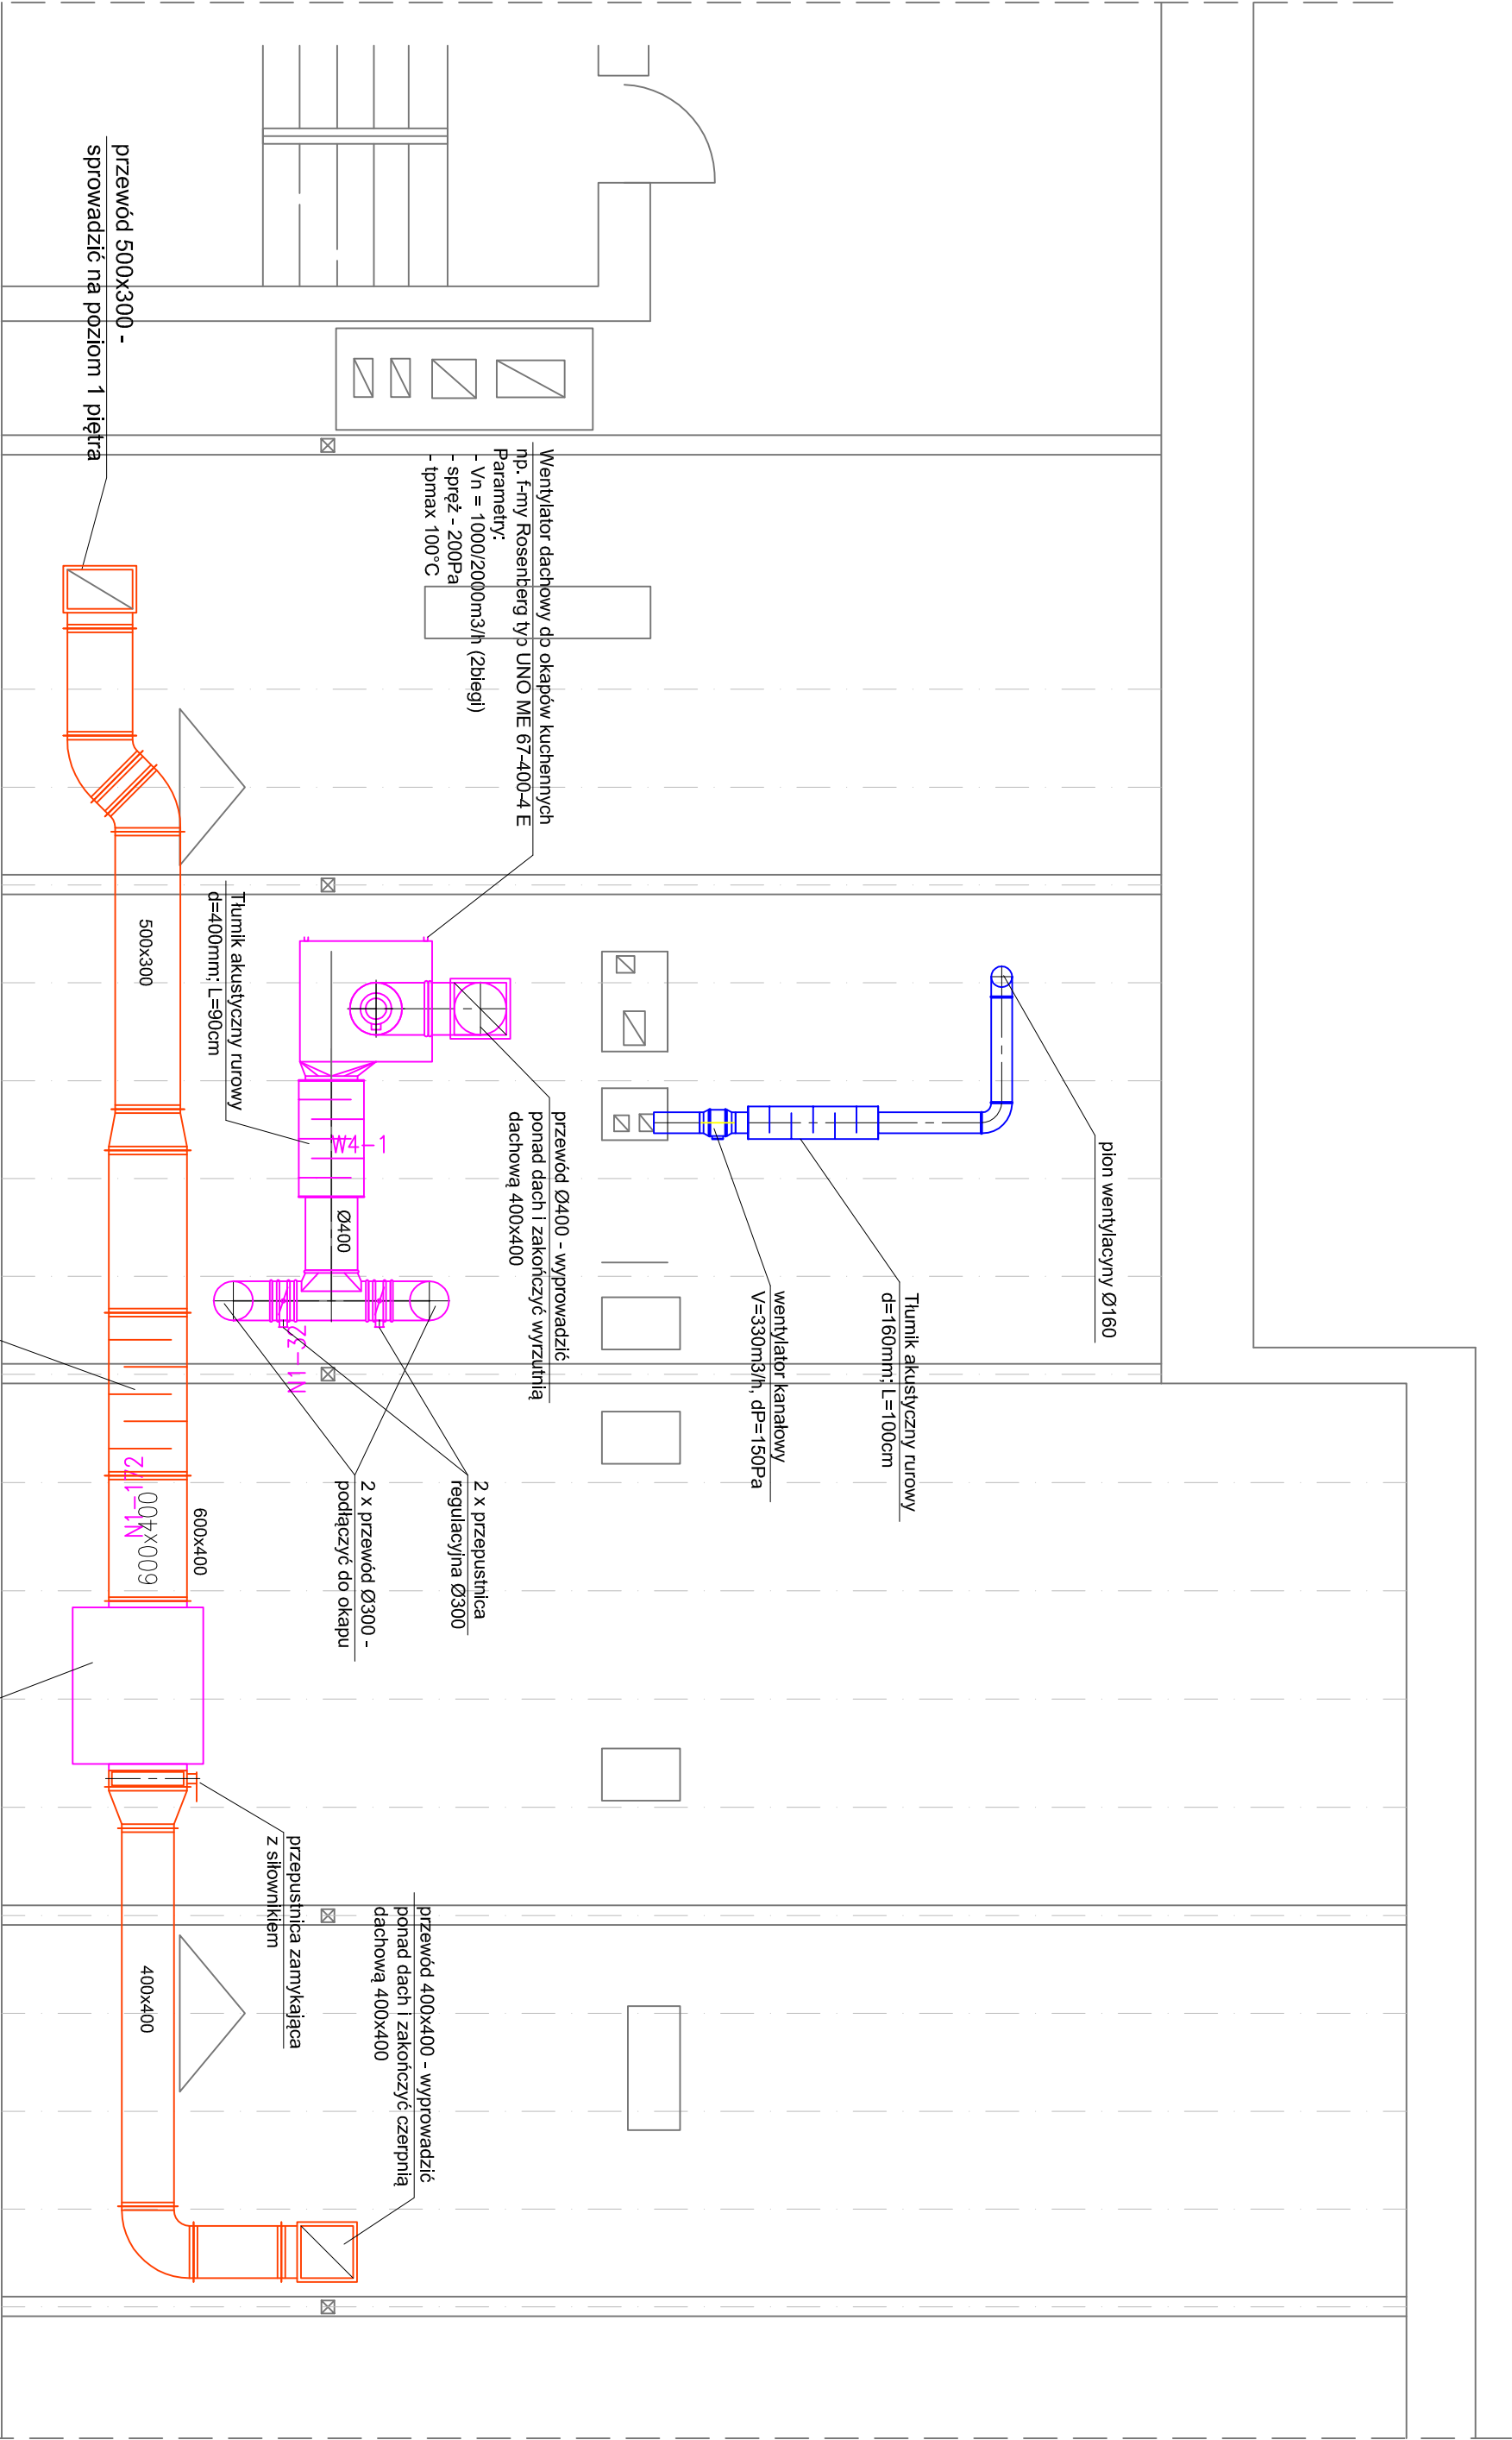 przewód 500x300 -
sprowadzić na poziom 1 piętra
Wentylator dachowy do okapów kuchennych
np. f-my Rosenberg typ UNO ME 67-400-4 E
Parametry:
- Vn = 1000/2000m3/h (2biegi)
- spręż - 200Pa
- tpmax 100°C
500x300
Tłumik akustyczny rurowy
d=400mm; L=90cm
W4-1
Ø400
przewód Ø400 - wyprowadzić
ponad dach i zakończyć wyrzutnią
dachową 400x400
pion wentylacyny Ø160
Tłumik akustyczny rurowy
d=160mm; L=100cm
wentylator kanałowy
V=330m3/h, dP=150Pa
N1-32
2 x przepustnica
regulacyjna Ø300
2 x przewód Ø300 -
podłączyć do okapu
N1-172
600x400
600x400
przepustnica zamykająca
z siłownikiem
przewód 400x400 - wyprowadzić
ponad dach i zakończyć czerpnią
dachową 400x400
400x400